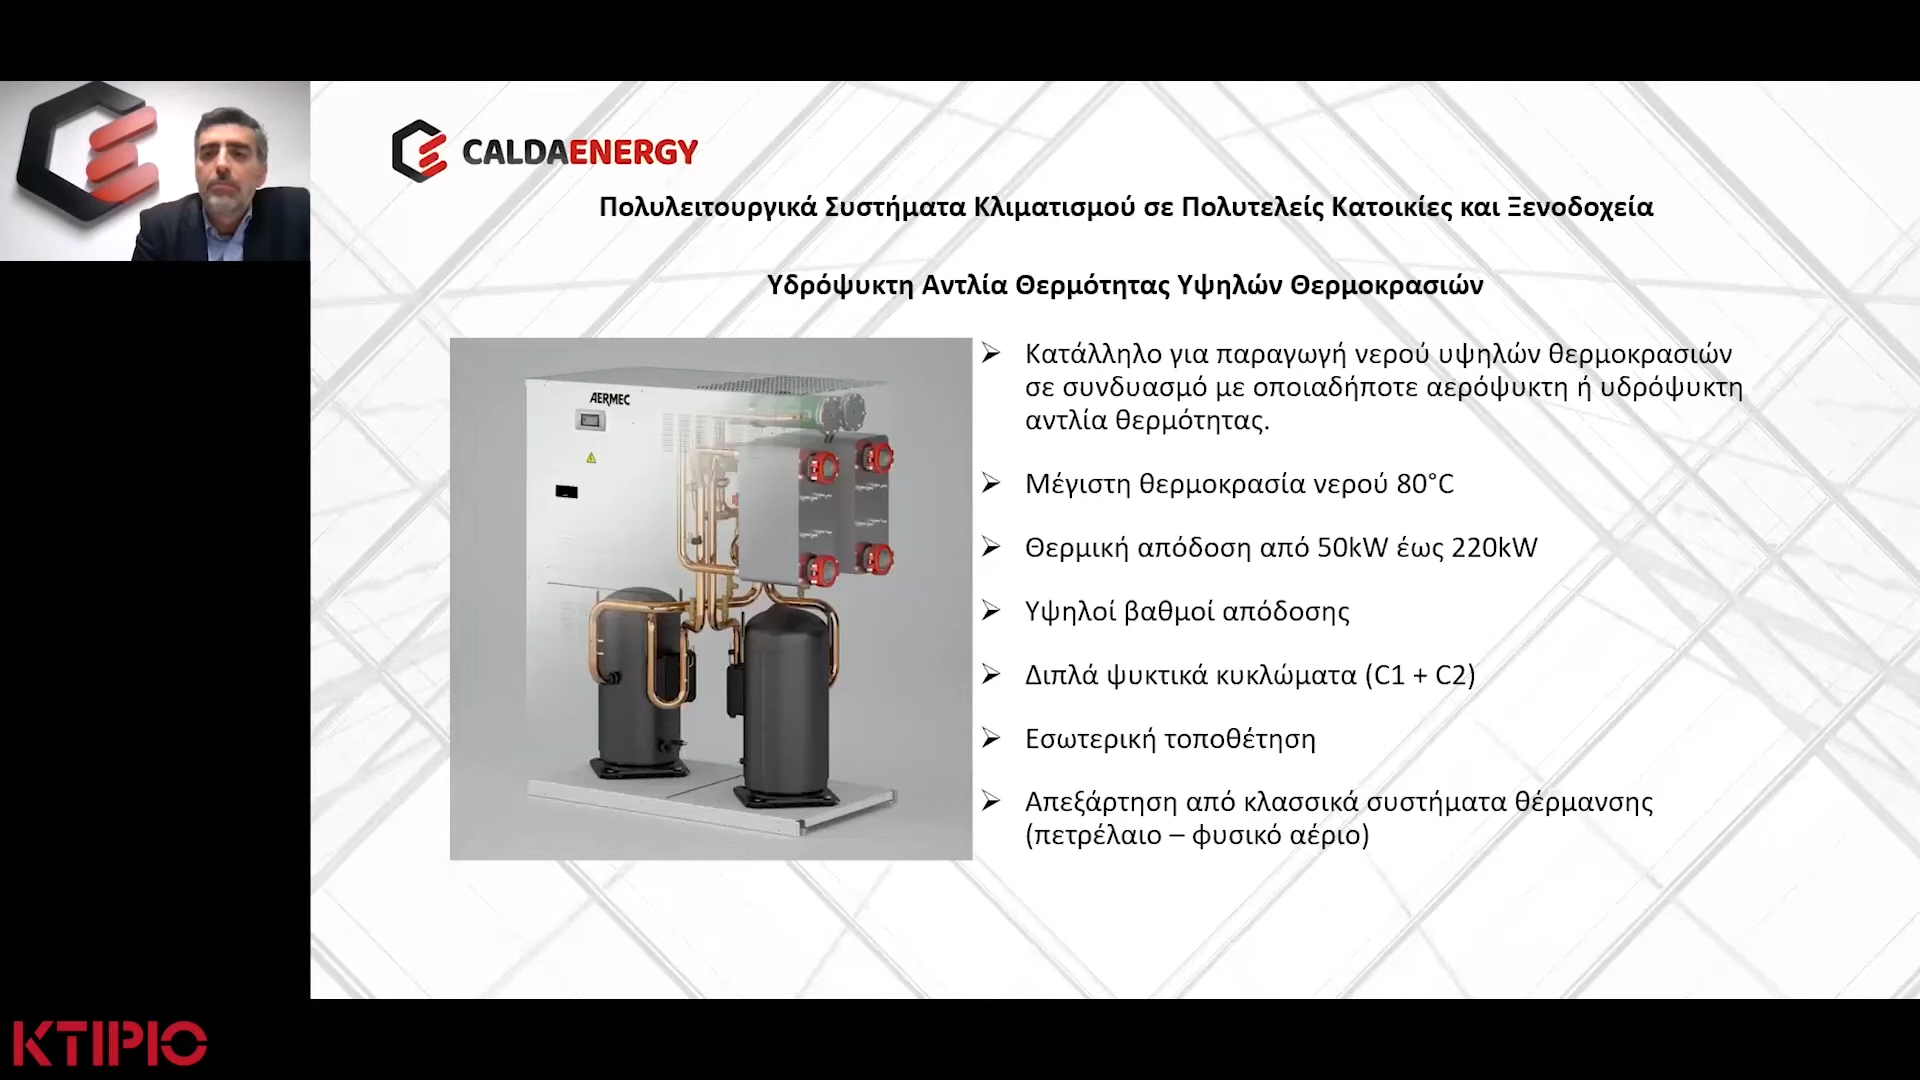 CALDAENERGY
Πολυλειτουργικά Συστήματα Κλιματισμού σε Πολυτελείς Κατοικίες και Ξενοδοχεία
Υδρόψυκτη Αντλία Θερμότητας Υψηλών Θερμοκρασιών
AERMEC
➢ Κατάλληλο για παραγωγή νερού υψηλών θερμοκρασιών
σε συνδυασμό με οποιαδήποτε αερόψυκτη ή υδρόψυκτη
αντλία θερμότητας.
➢ Μέγιστη θερμοκρασία νερού 80°C
➢ Θερμική απόδοση από 50kW έως 220kW
➢ Υψηλοί βαθμοί απόδοσης
➢ Διπλά ψυκτικά κυκλώματα (C1 + C2)
➢ Εσωτερική τοποθέτηση
➢ Απεξάρτηση από κλασσικά συστήματα θέρμανσης
(πετρέλαιο – φυσικό αέριο)
ΚΤΙΡΙΟ